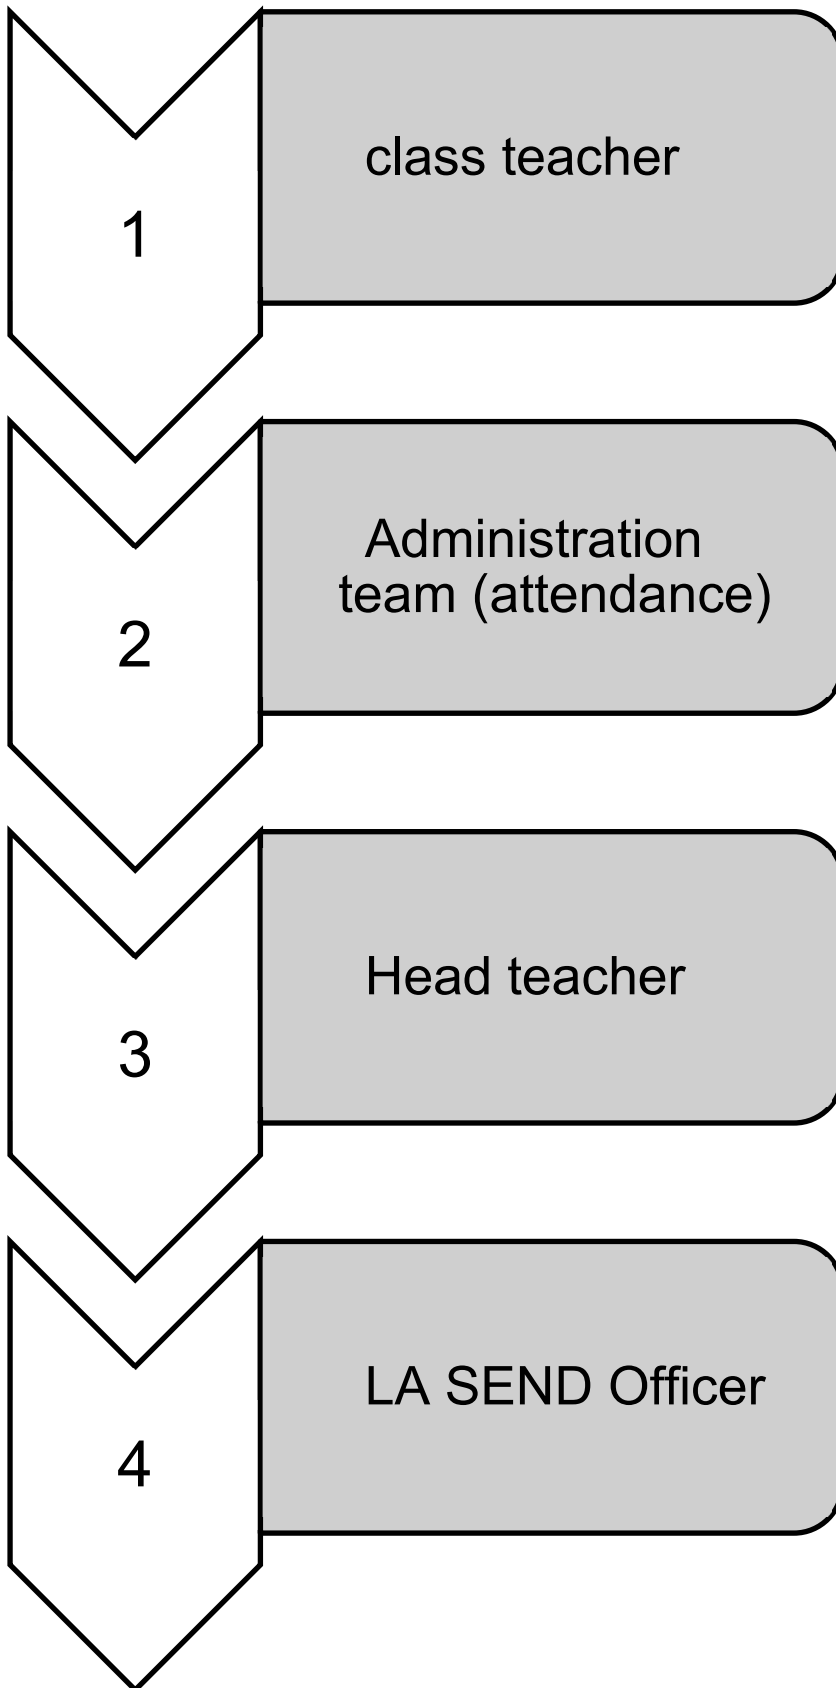 1
class teacher
2
Administration
team (attendance)
3
Head teacher
4
LA SEND Officer